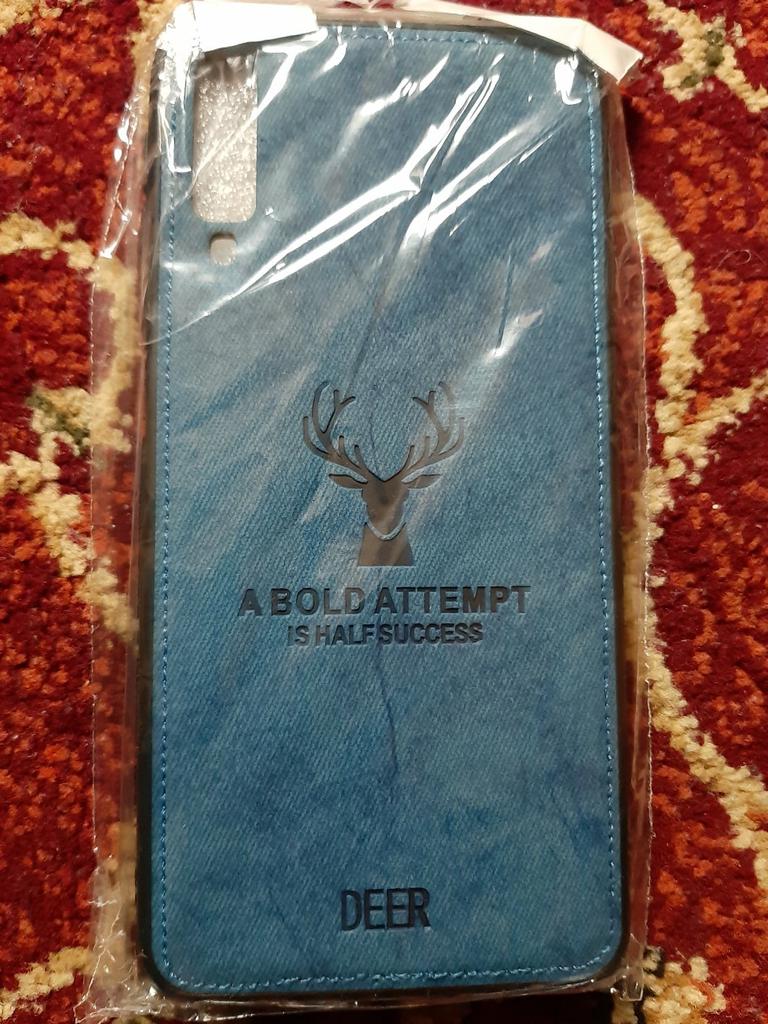 A BOLD ATTEMPT
IS HALF SUCCESS
DEER